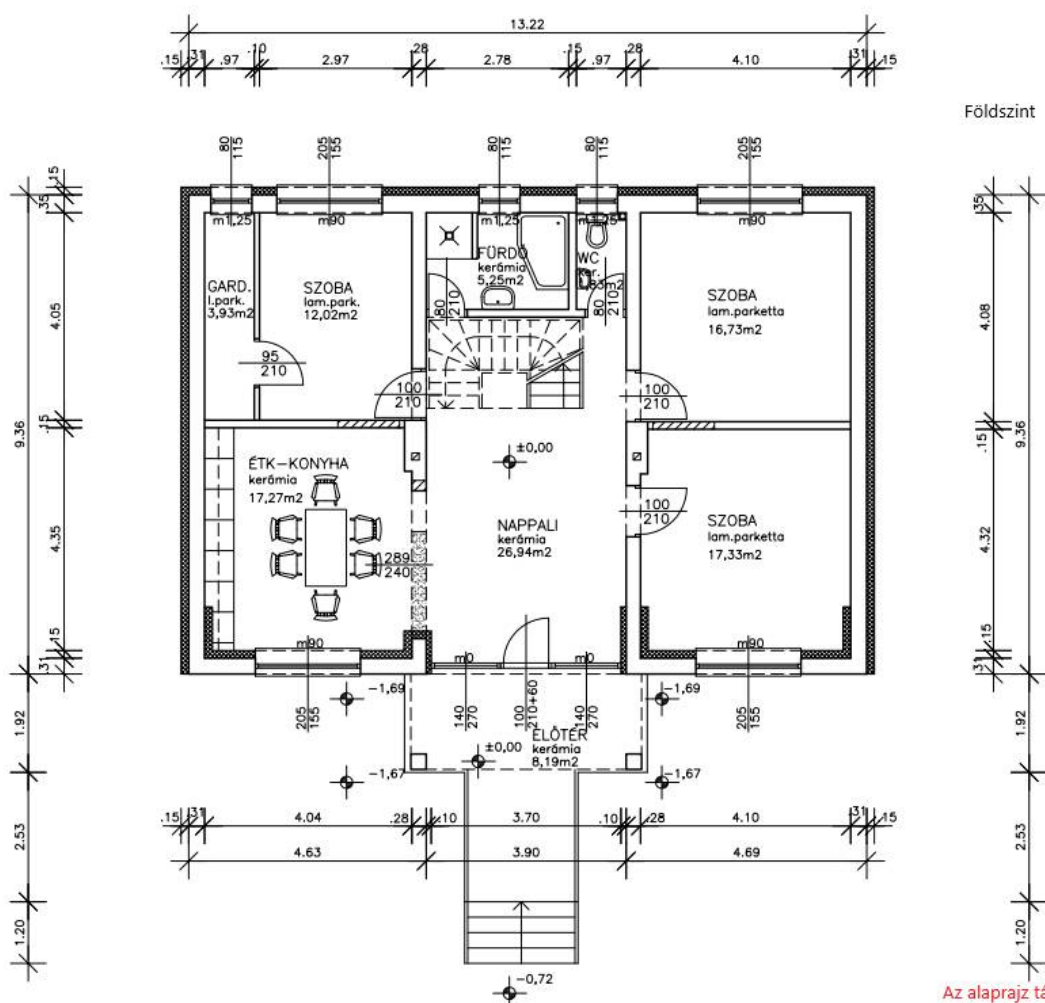 13.22
.15 .31 .97 .10 2.97 .28 2.78 .15 .97 .28 4.10 .31 .15
Földszint
80 115
205 155
80 115
80 115
205 155
m1,25
m90
m1,25
m90
.15 .35 4.05 .15 4.35 .15 .31
9.36
1.92
2.53
1.20
GARD.
l.park.
3,93m2
SZOBA
lam.park.
12,02m2
FÜRDŐ
kerámia
5,25m2
WC
ker.
SZOBA
lam.parketta
16,73m2
80 210
80 210
95 210
100 210
100 210
±0,00
ÉTK-KONYHA
kerámia
17,27m2
NAPPALI
kerámia
26,94m2
100 210
SZOBA
lam.parketta
17,33m2
289 240
m90
m0
m0
m90
205 155
140 270
100 210+60
140 270
205 155
-1,69
-1,69
ELŐTÉR
kerámia
8,19m2
±0,00
-1,67
-1,67
.35 4.08 .15 4.32 .15 .31
9.36
1.92
2.53
1.20
.15 .31 4.04 .28 .10 3.70 .10 .28 4.10 .31 .15
4.63 3.90 4.69
-0,72
Az alaprajz